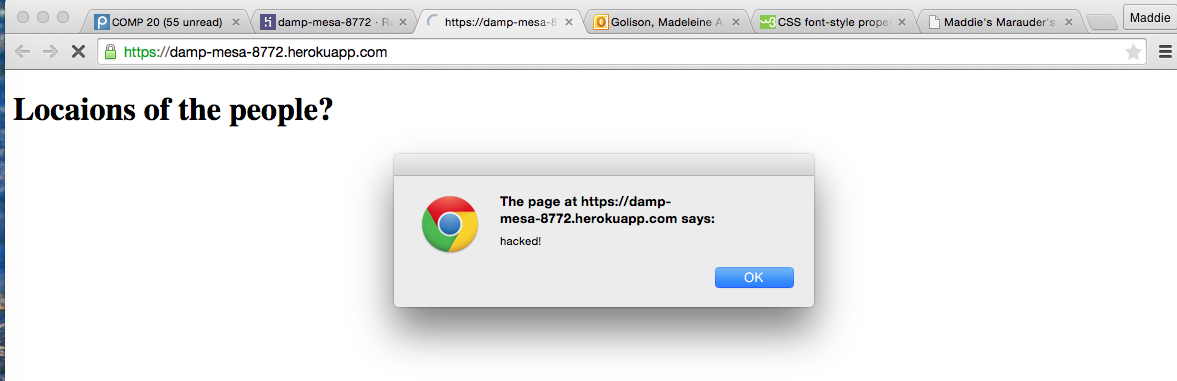 COMP 20 (55 unread)
damp-mesa-8772 · Re
https://damp-mesa-8
Golison, Madeleine A
CSS font-style prope
Maddie's Marauder's
Maddie
https://damp-mesa-8772.herokuapp.com
Locaions of the people?
The page at https://damp-
mesa-8772.herokuapp.com says:
hacked!
OK